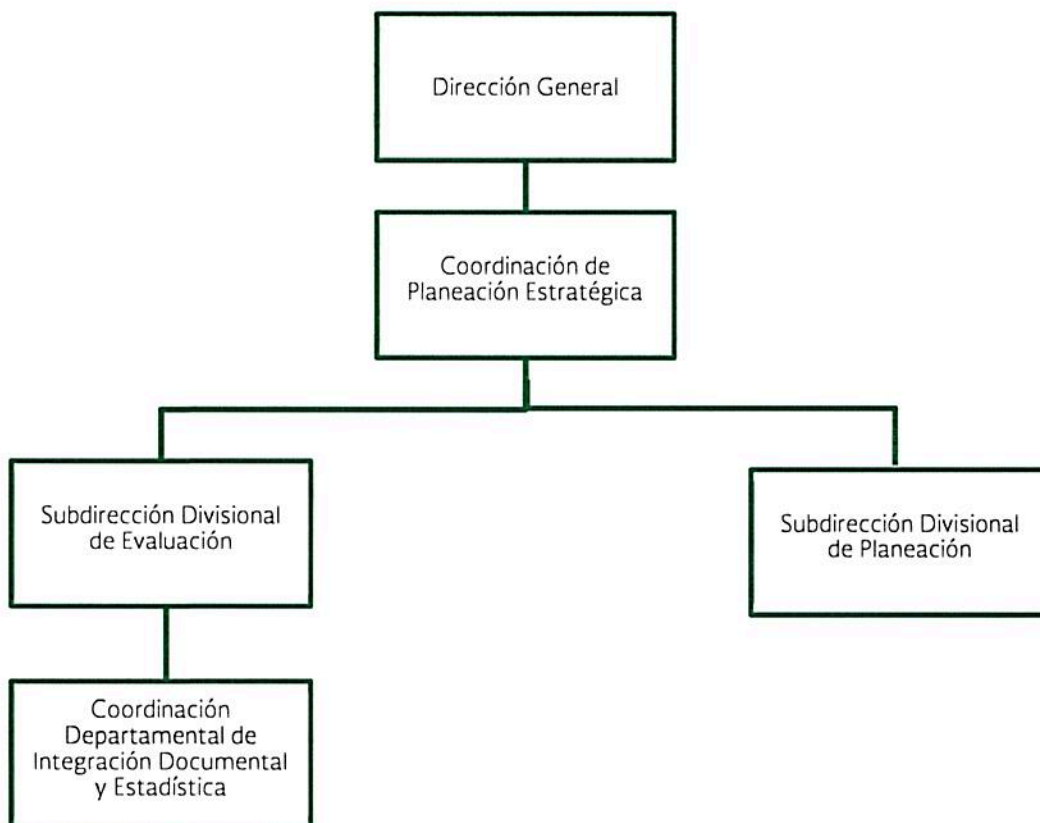 Dirección General
Coordinación de
Planeación Estratégica
Subdirección Divisional
de Evaluación
Subdirección Divisional
de Planeación
Coordinación
Departamental de
Integración Documental
y Estadística